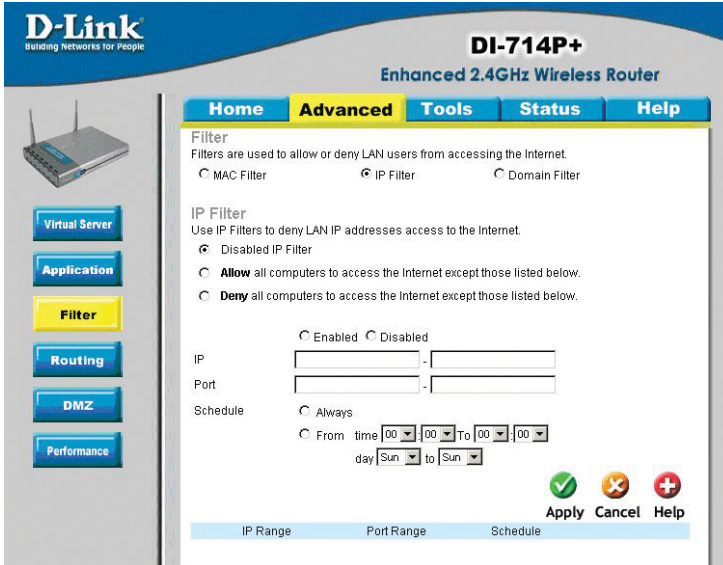 D-Link
Building Networks for People
DI-714P+
Enhanced 2.4GHz Wireless Router
Home Advanced Tools Status Help
Virtual Server
Application
Filter
Routing
DMZ
Performance
Filter
Filters are used to allow or deny LAN users from accessing the Internet.
MAC Filter IP Filter Domain Filter
IP Filter
Use IP Filters to deny LAN IP addresses access to the Internet.
Disabled IP Filter
Allow all computers to access the Internet except those listed below.
Deny all computers to access the Internet except those listed below.
Enabled Disabled
IP -
Port -
Schedule Always
From time 00 : 00 To 00 : 00
day Sun to Sun
Apply Cancel Help
IP Range Port Range Schedule